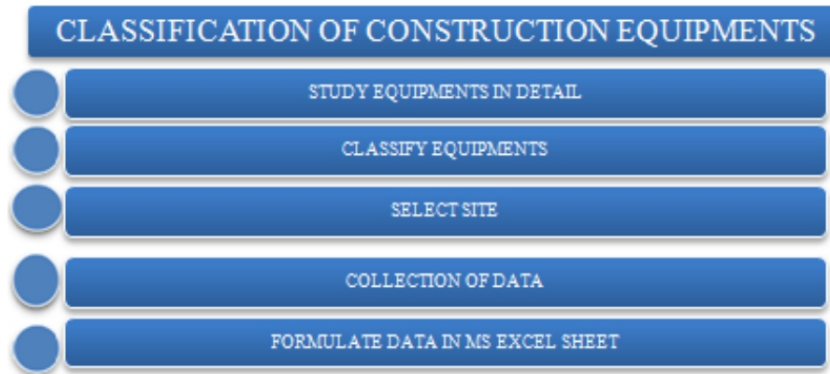 CLASSIFICATION OF CONSTRUCTION EQUIPMENTS
STUDY EQUIPMENTS IN DETAIL
CLASSIFY EQUIPMENTS
SELECT SITE
COLLECTION OF DATA
FORMULATE DATA IN MS EXCEL SHEET